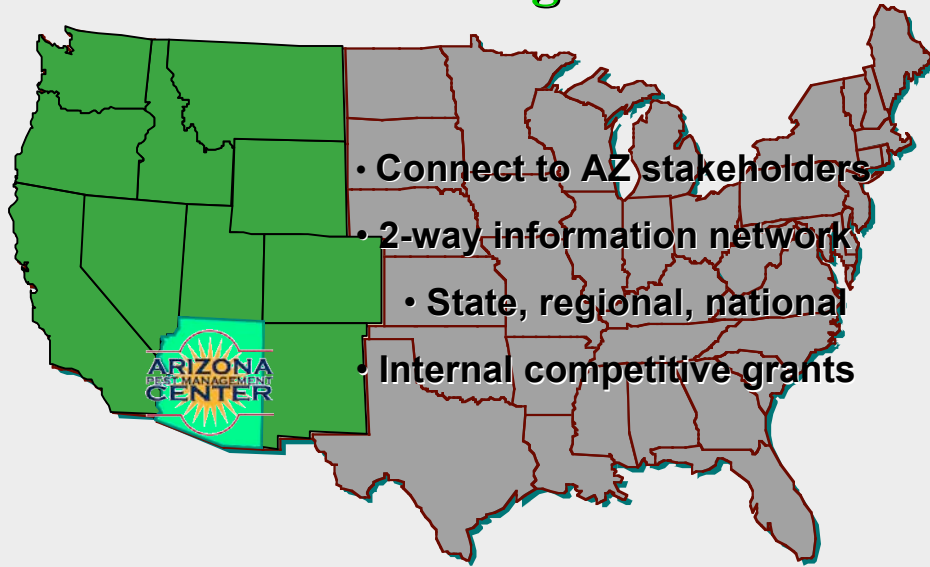 • Connect to AZ stakeholders
• 2-way information network
• State, regional, national
ARIZONA
PEST MANAGEMENT
CENTER
• Internal competitive grants